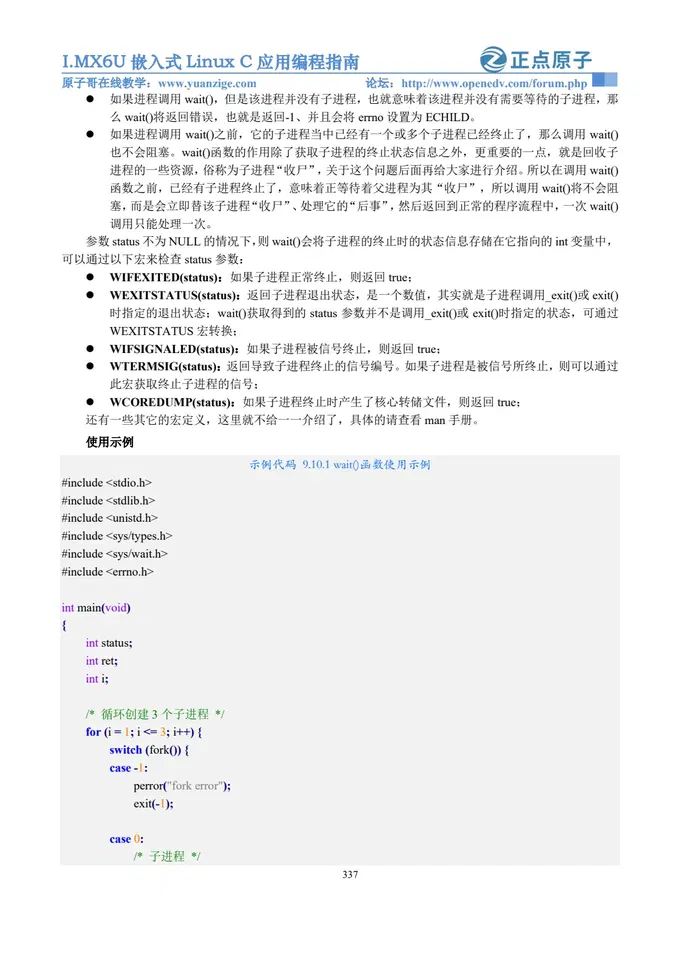 I.MX6U 嵌入式 Linux C 应用编程指南
正点原子
原子哥在线教学：www.yuanzige.com 论坛：http://www.openedv.com/forum.php
● 如果进程调用 wait()，但是该进程并没有子进程，也就意味着该进程并没有需要等待的子进程，那
么 wait()将返回错误，也就是返回-1、并且会将 errno 设置为 ECHILD。
● 如果进程调用 wait()之前，它的子进程当中已经有一个或多个子进程已经终止了，那么调用 wait()
也不会阻塞。wait()函数的作用除了获取子进程的终止状态信息之外，更重要的一点，就是回收子
进程的一些资源，俗称为子进程“收尸”，关于这个问题后面再给大家进行介绍。所以在调用 wait()
函数之前，已经有子进程终止了，意味着正等待着父进程为其“收尸”，所以调用 wait()将不会阻
塞，而是会立即替该子进程“收尸”、处理它的“后事”，然后返回到正常的程序流程中，一次 wait()
调用只能处理一次。
参数 status 不为 NULL 的情况下，则 wait()会将子进程的终止时的状态信息存储在它指向的 int 变量中，
可以通过以下宏来检查 status 参数：
● WIFEXITED(status)：如果子进程正常终止，则返回 true；
● WEXITSTATUS(status)：返回子进程退出状态，是一个数值，其实就是子进程调用_exit()或 exit()
时指定的退出状态；wait()获取得到的 status 参数并不是调用_exit()或 exit()时指定的状态，可通过
WEXITSTATUS 宏转换；
● WIFSIGNALED(status)：如果子进程被信号终止，则返回 true；
● WTERMSIG(status)：返回导致子进程终止的信号编号。如果子进程是被信号所终止，则可以通过
此宏获取终止子进程的信号；
● WCOREDUMP(status)：如果子进程终止时产生了核心转储文件，则返回 true；
还有一些其它的宏定义，这里就不给一一介绍了，具体的请查看 man 手册。
使用示例
示例代码 9.10.1 wait()函数使用示例
#include <stdio.h>
#include <stdlib.h>
#include <unistd.h>
#include <sys/types.h>
#include <sys/wait.h>
#include <errno.h>
int main(void)
{
int status;
int ret;
int i;
/* 循环创建 3 个子进程 */
for (i = 1; i <= 3; i++) {
switch (fork()) {
case -1:
perror("fork error");
exit(-1);
case 0:
/* 子进程 */
337